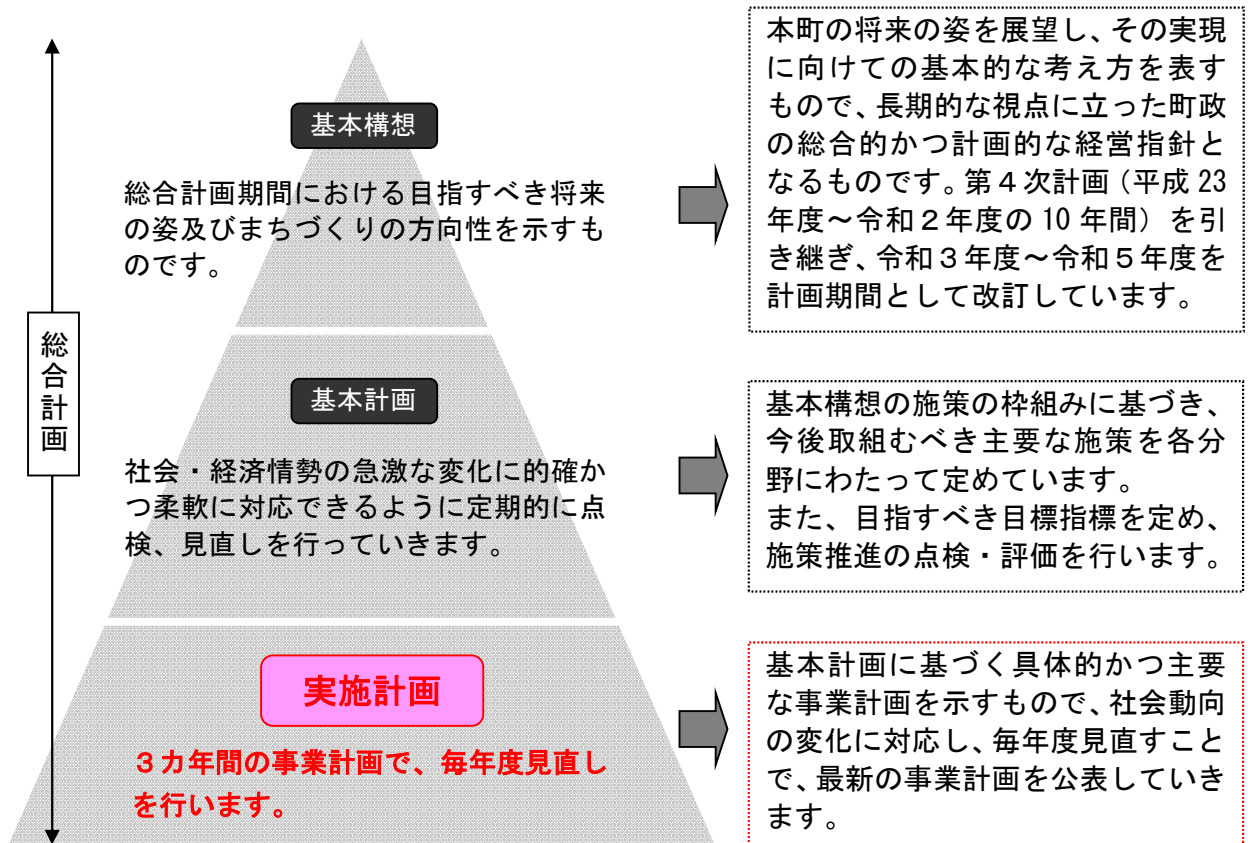 総合計画
基本構想
総合計画期間における目指すべき将来
の姿及びまちづくりの方向性を示すも
のです。
本町の将来の姿を展望し、その実現
に向けての基本的な考え方を表す
もので、長期的な視点に立った町政
の総合的かつ計画的な経営指針と
なるものです。第４次計画（平成 23
年度～令和２年度の 10 年間）を引
き継ぎ、令和３年度～令和５年度を
計画期間として改訂しています。
基本計画
社会・経済情勢の急激な変化に的確か
つ柔軟に対応できるように定期的に点
検、見直しを行っていきます。
基本構想の施策の枠組みに基づき、
今後取組むべき主要な施策を各分
野にわたって定めています。
また、目指すべき目標指標を定め、
施策推進の点検・評価を行います。
実施計画
３カ年間の事業計画で、毎年度見直し
を行います。
基本計画に基づく具体的かつ主要
な事業計画を示すもので、社会動向
の変化に対応し、毎年度見直すこと
で、最新の事業計画を公表していき
ます。